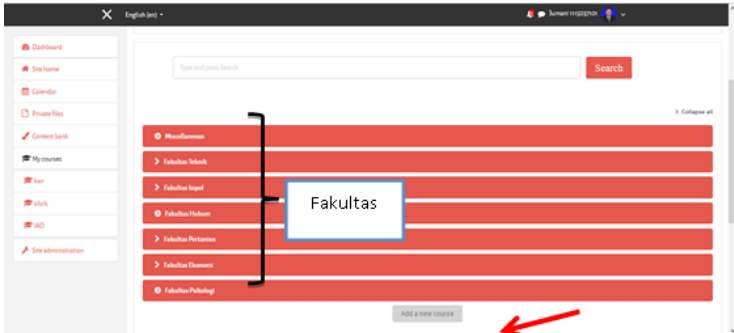 English (en)
Jumani 1115237101
Dashboard
Site home
Calendar
Private files
Content bank
My courses
IAD
Site administration
Type and press Search
Search
Collapse all
Miscellaneous
Fakultas Teknik
Fakultas Isipol
Fakultas Hukum
Fakultas Pertanian
Fakultas Ekonomi
Fakultas Psikologi
Fakultas
Add a new course